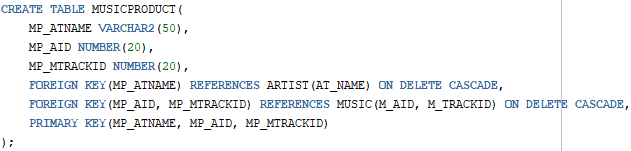 CREATE TABLE MUSICPRODUCT(
MP_ATNAME VARCHAR2(50),
MP_AID NUMBER(20),
MP_MTRACKID NUMBER(20),
FOREIGN KEY(MP_ATNAME) REFERENCES ARTIST(AT_NAME) ON DELETE CASCADE,
FOREIGN KEY(MP_AID, MP_MTRACKID) REFERENCES MUSIC(M_AID, M_TRACKID) ON DELETE CASCADE,
PRIMARY KEY(MP_ATNAME, MP_AID, MP_MTRACKID)
);